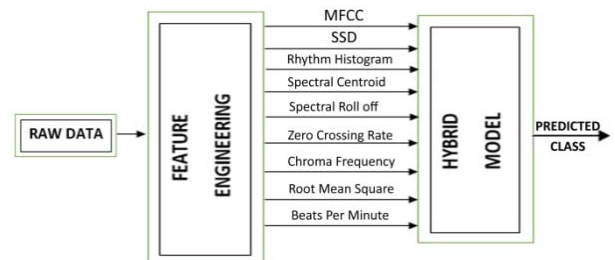 RAW DATA
FEATURE
ENGINEERING
MFCC
SSD
Rhythm Histogram
Spectral Centroid
Spectral Roll off
Zero Crossing Rate
Chroma Frequency
Root Mean Square
Beats Per Minute
HYBRID
MODEL
PREDICTED
CLASS